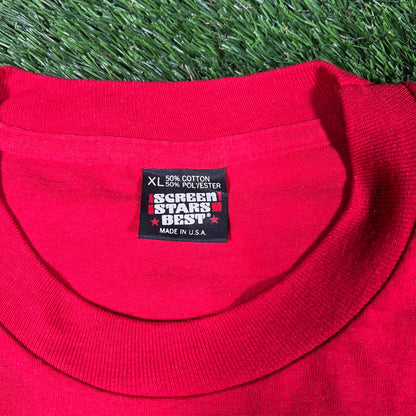 XL 50% COTTON
50% POLYESTER
SCREEN
STARS
BEST®
MADE IN U.S.A.